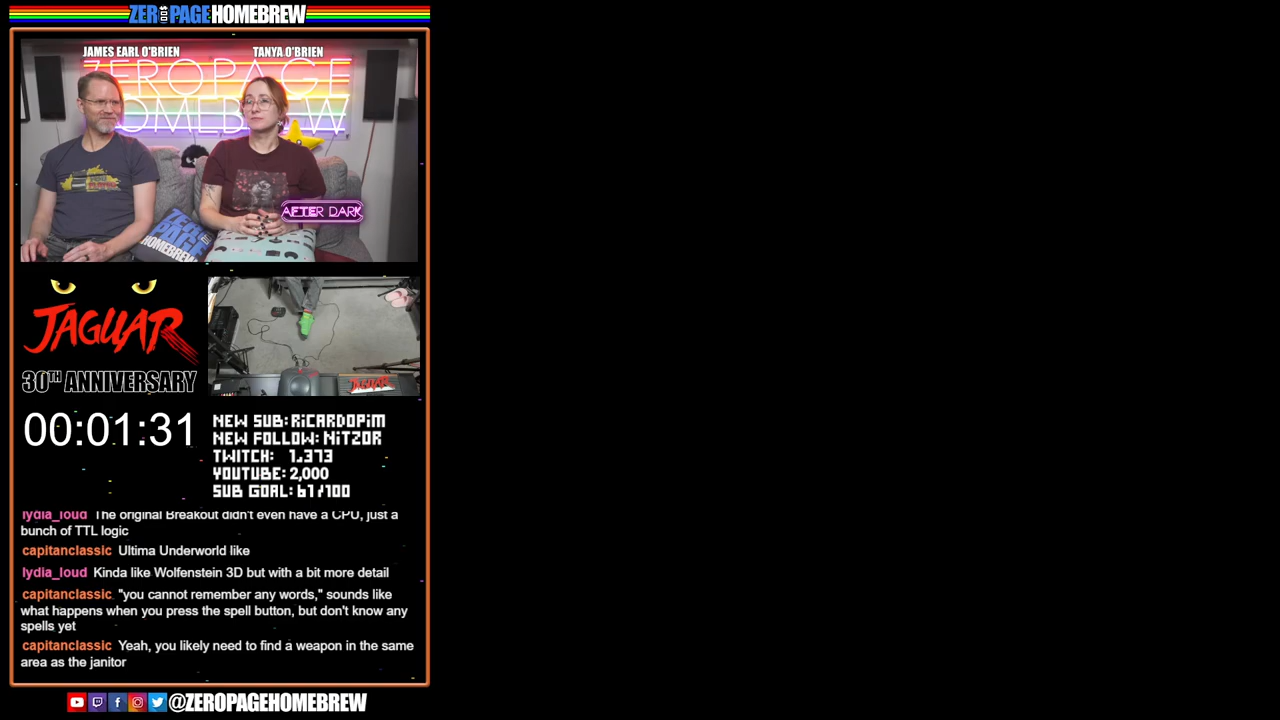 ZEROPAGE HOMEBREW
JAMES EARL O'BRIEN
TANYA O'BRIEN
ZEROPAGE
HOMEBREW
AFTER DARK
ZERO
PAGE
HOMEBREW
JAGUAR
30TH ANNIVERSARY
JAGUAR
00:01:31
NEW SUB: RICARDOPIM
NEW FOLLOW: NITZOR
TWITCH: 1,373
YOUTUBE: 2,000
SUB GOAL: 67/100
lydia_loud The original Breakout didn't even have a CPU, just a
bunch of TTL logic
capitanclassic Ultima Underworld like
lydia_loud Kinda like Wolfenstein 3D but with a bit more detail
capitanclassic "you cannot remember any words," sounds like
what happens when you press the spell button, but don't know any
spells yet
capitanclassic Yeah, you likely need to find a weapon in the same
area as the janitor
@ZEROPAGEHOMEBREW